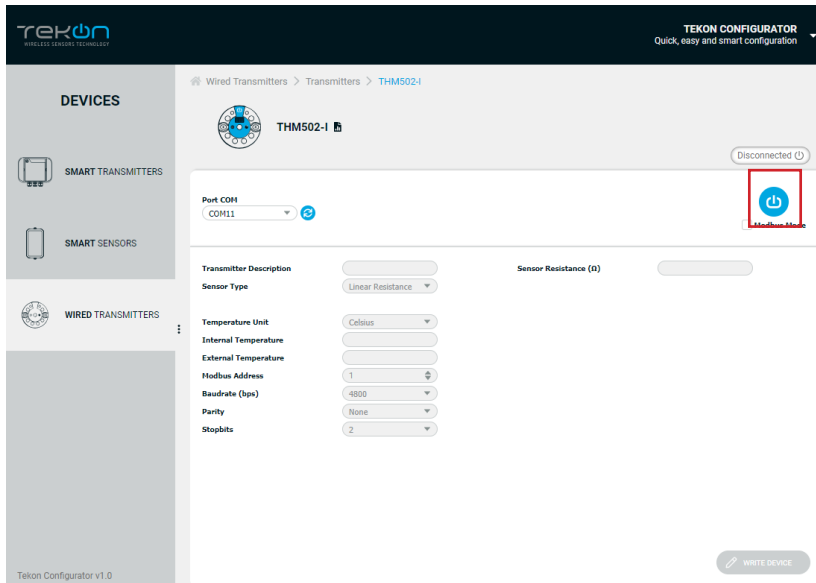 TEKON
WIRELESS SENSORS TECHNOLOGY
TEKON CONFIGURATOR
Quick, easy and smart configuration
DEVICES
SMART TRANSMITTERS
SMART SENSORS
WIRED TRANSMITTERS
Tekon Configurator v1.0
Wired Transmitters > Transmitters > THM502-I
THM502-I
Disconnected
Port COM
COM11
Modbus Mode
Transmitter Description
Sensor Resistance (Ω)
Sensor Type Linear Resistance
Temperature Unit Celsius
Internal Temperature
External Temperature
Modbus Address 1
Baudrate (bps) 4800
Parity None
Stopbits 2
WRITE DEVICE